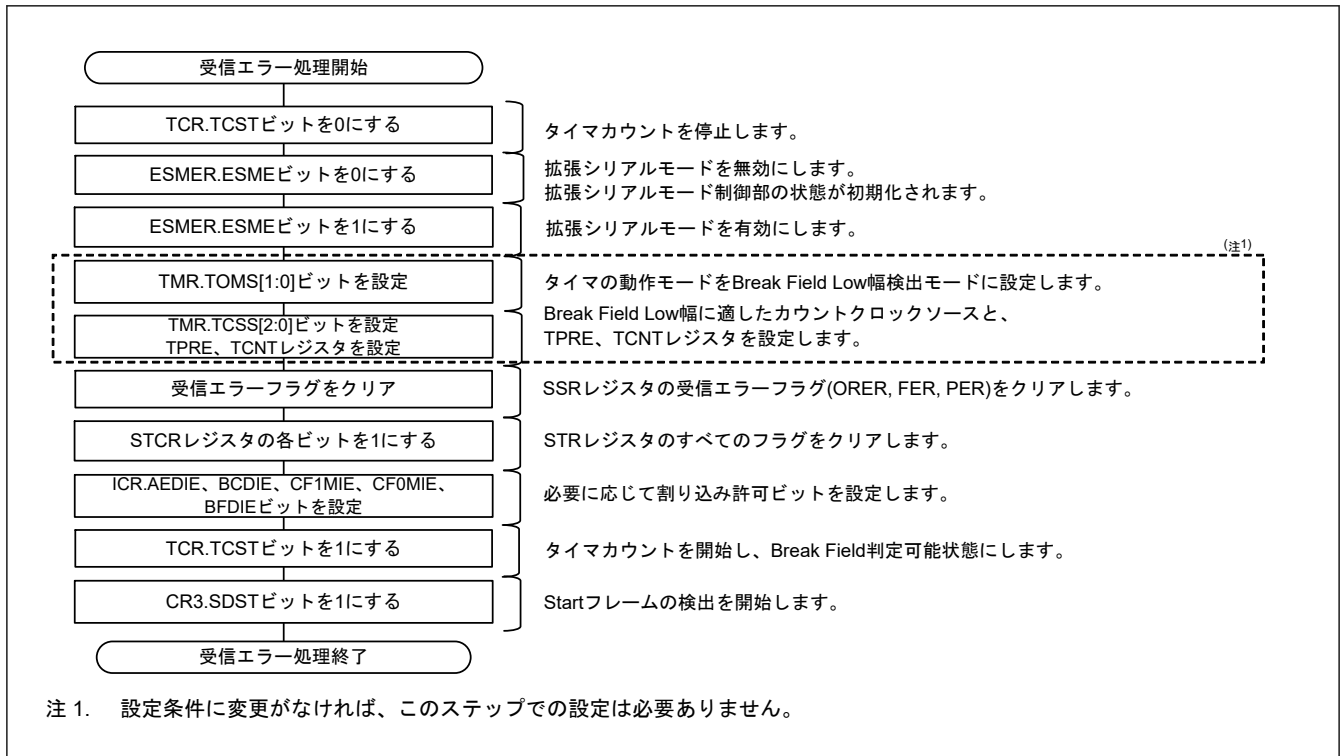 受信エラー処理開始
TCR.TCSTビットを0にする
タイマカウントを停止します。
ESMER.ESMEビットを0にする
拡張シリアルモードを無効にします。
拡張シリアルモード制御部の状態が初期化されます。
ESMER.ESMEビットを1にする
拡張シリアルモードを有効にします。
(注1)
TMR.TOMS[1:0]ビットを設定
タイマの動作モードをBreak Field Low幅検出モードに設定します。
TMR.TCSS[2:0]ビットを設定
TPRE、TCNTレジスタを設定
Break Field Low幅に適したカウントクロックソースと、
TPRE、TCNTレジスタを設定します。
受信エラーフラグをクリア
SSRレジスタの受信エラーフラグ(ORER, FER, PER)をクリアします。
STCRレジスタの各ビットを1にする
STRレジスタのすべてのフラグをクリアします。
ICR.AEDIE、BCDIE、CF1MIE、CF0MIE、
BFDIEビットを設定
必要に応じて割り込み許可ビットを設定します。
TCR.TCSTビットを1にする
タイマカウントを開始し、Break Field判定可能状態にします。
CR3.SDSTビットを1にする
Startフレームの検出を開始します。
受信エラー処理終了
注 1. 設定条件に変更がなければ、このステップでの設定は必要ありません。